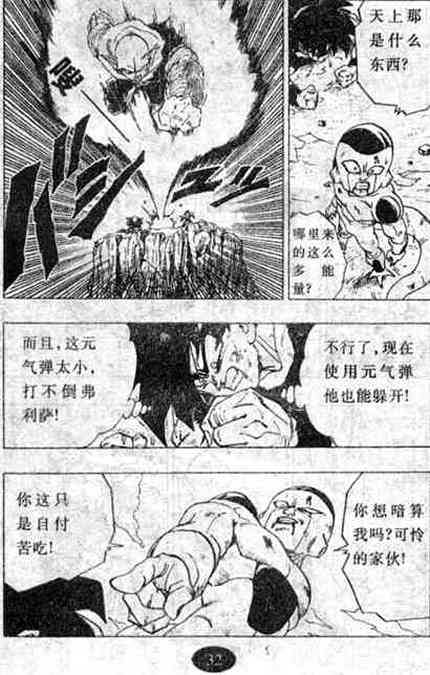 天上那
是什么
东西?
哪里来
的这么
多能
量?
嗖
不行了,现在
使用元气弹
他也能躲开!
而且,这元
气弹太小,
打不倒弗
利萨!
你想暗算
我吗?可怜
的家伙!
你这只
是自讨
苦吃!
32